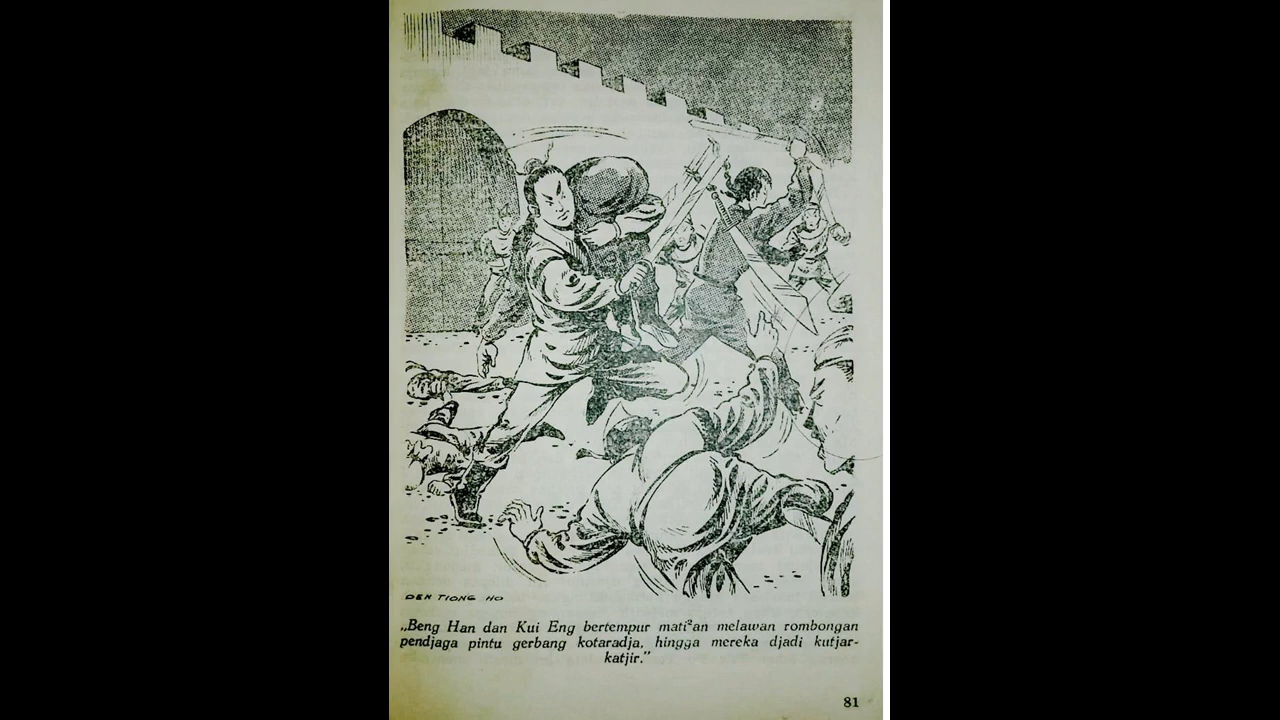 OEN TIONG HO
„Beng Han dan Kui Eng bertempur mati²an melawan rombongan
pendjaga pintu gerbang kotaradja, hingga mereka djadi kutjar-
katjir.”
81